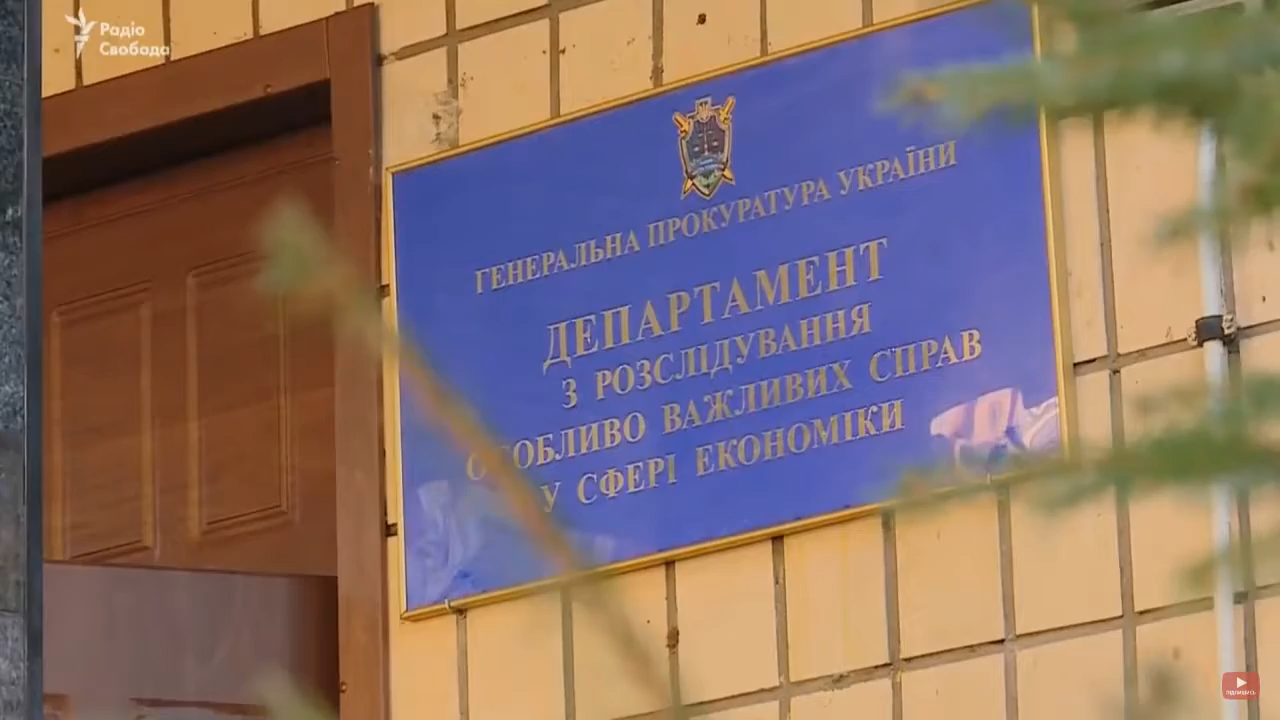 Радіо
Свобода
ГЕНЕРАЛЬНА ПРОКУРАТУРА УКРАЇНИ
ДЕПАРТАМЕНТ
З РОЗСЛІДУВАННЯ
ОСОБЛИВО ВАЖЛИВИХ СПРАВ
У СФЕРІ ЕКОНОМІКИ